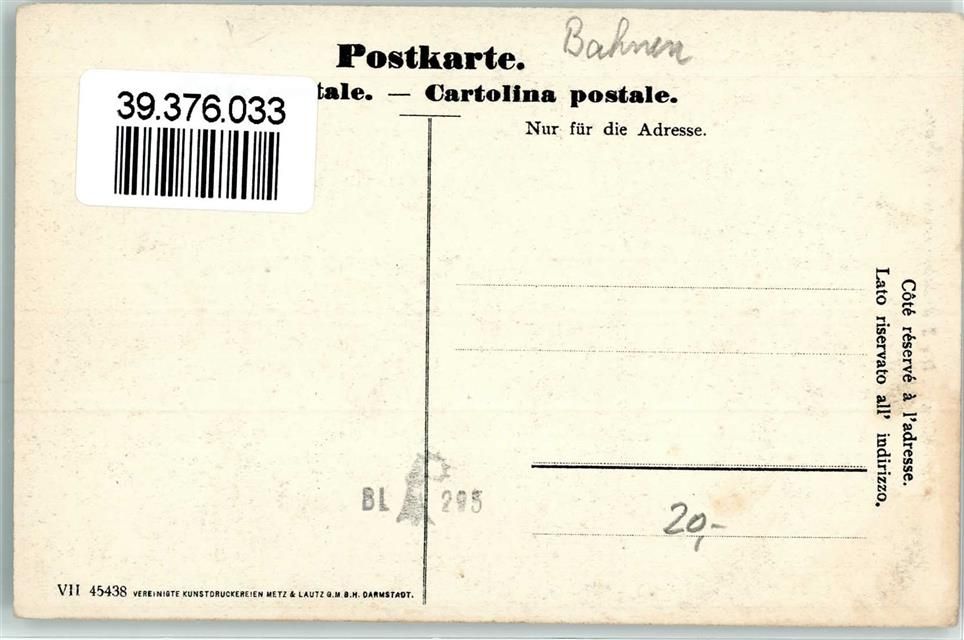 Postkarte.
Bahnen
tale. — Cartolina postale.
39.376.033
Nur für die Adresse.
Côté réservé à l'adresse.
Lato riservato all' indirizzo.
BL 295
20,-
VII 45438 VEREINIGTE KUNSTDRUCKEREIEN METZ & LAUTZ G.M.B.H. DARMSTADT.